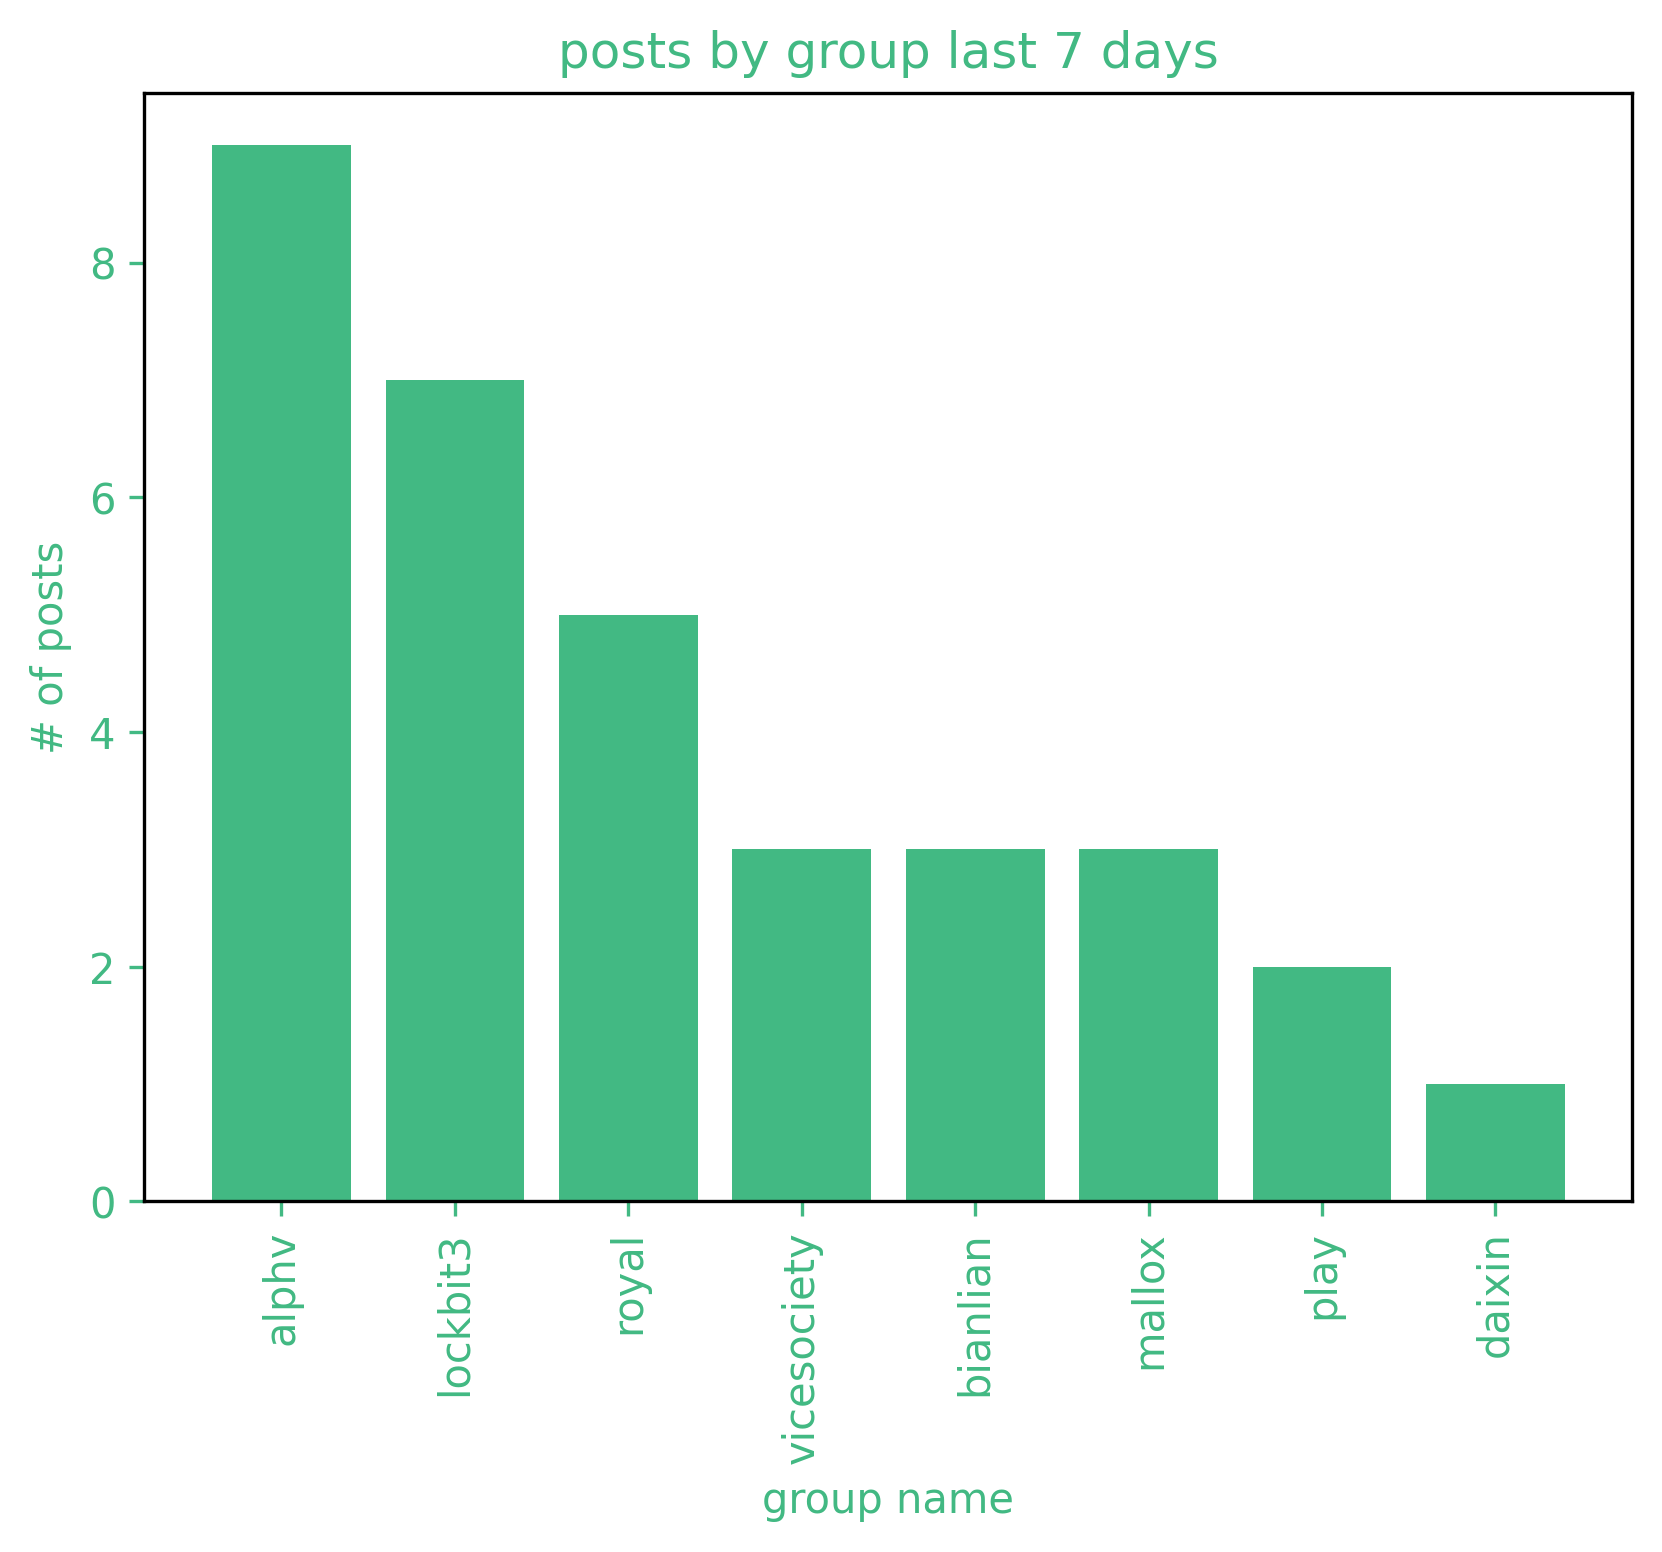 posts by group last 7 days
# of posts
8
6
4
2
0
alphv
lockbit3
royal
vicesociety
bianlian
mallox
play
daixin
group name